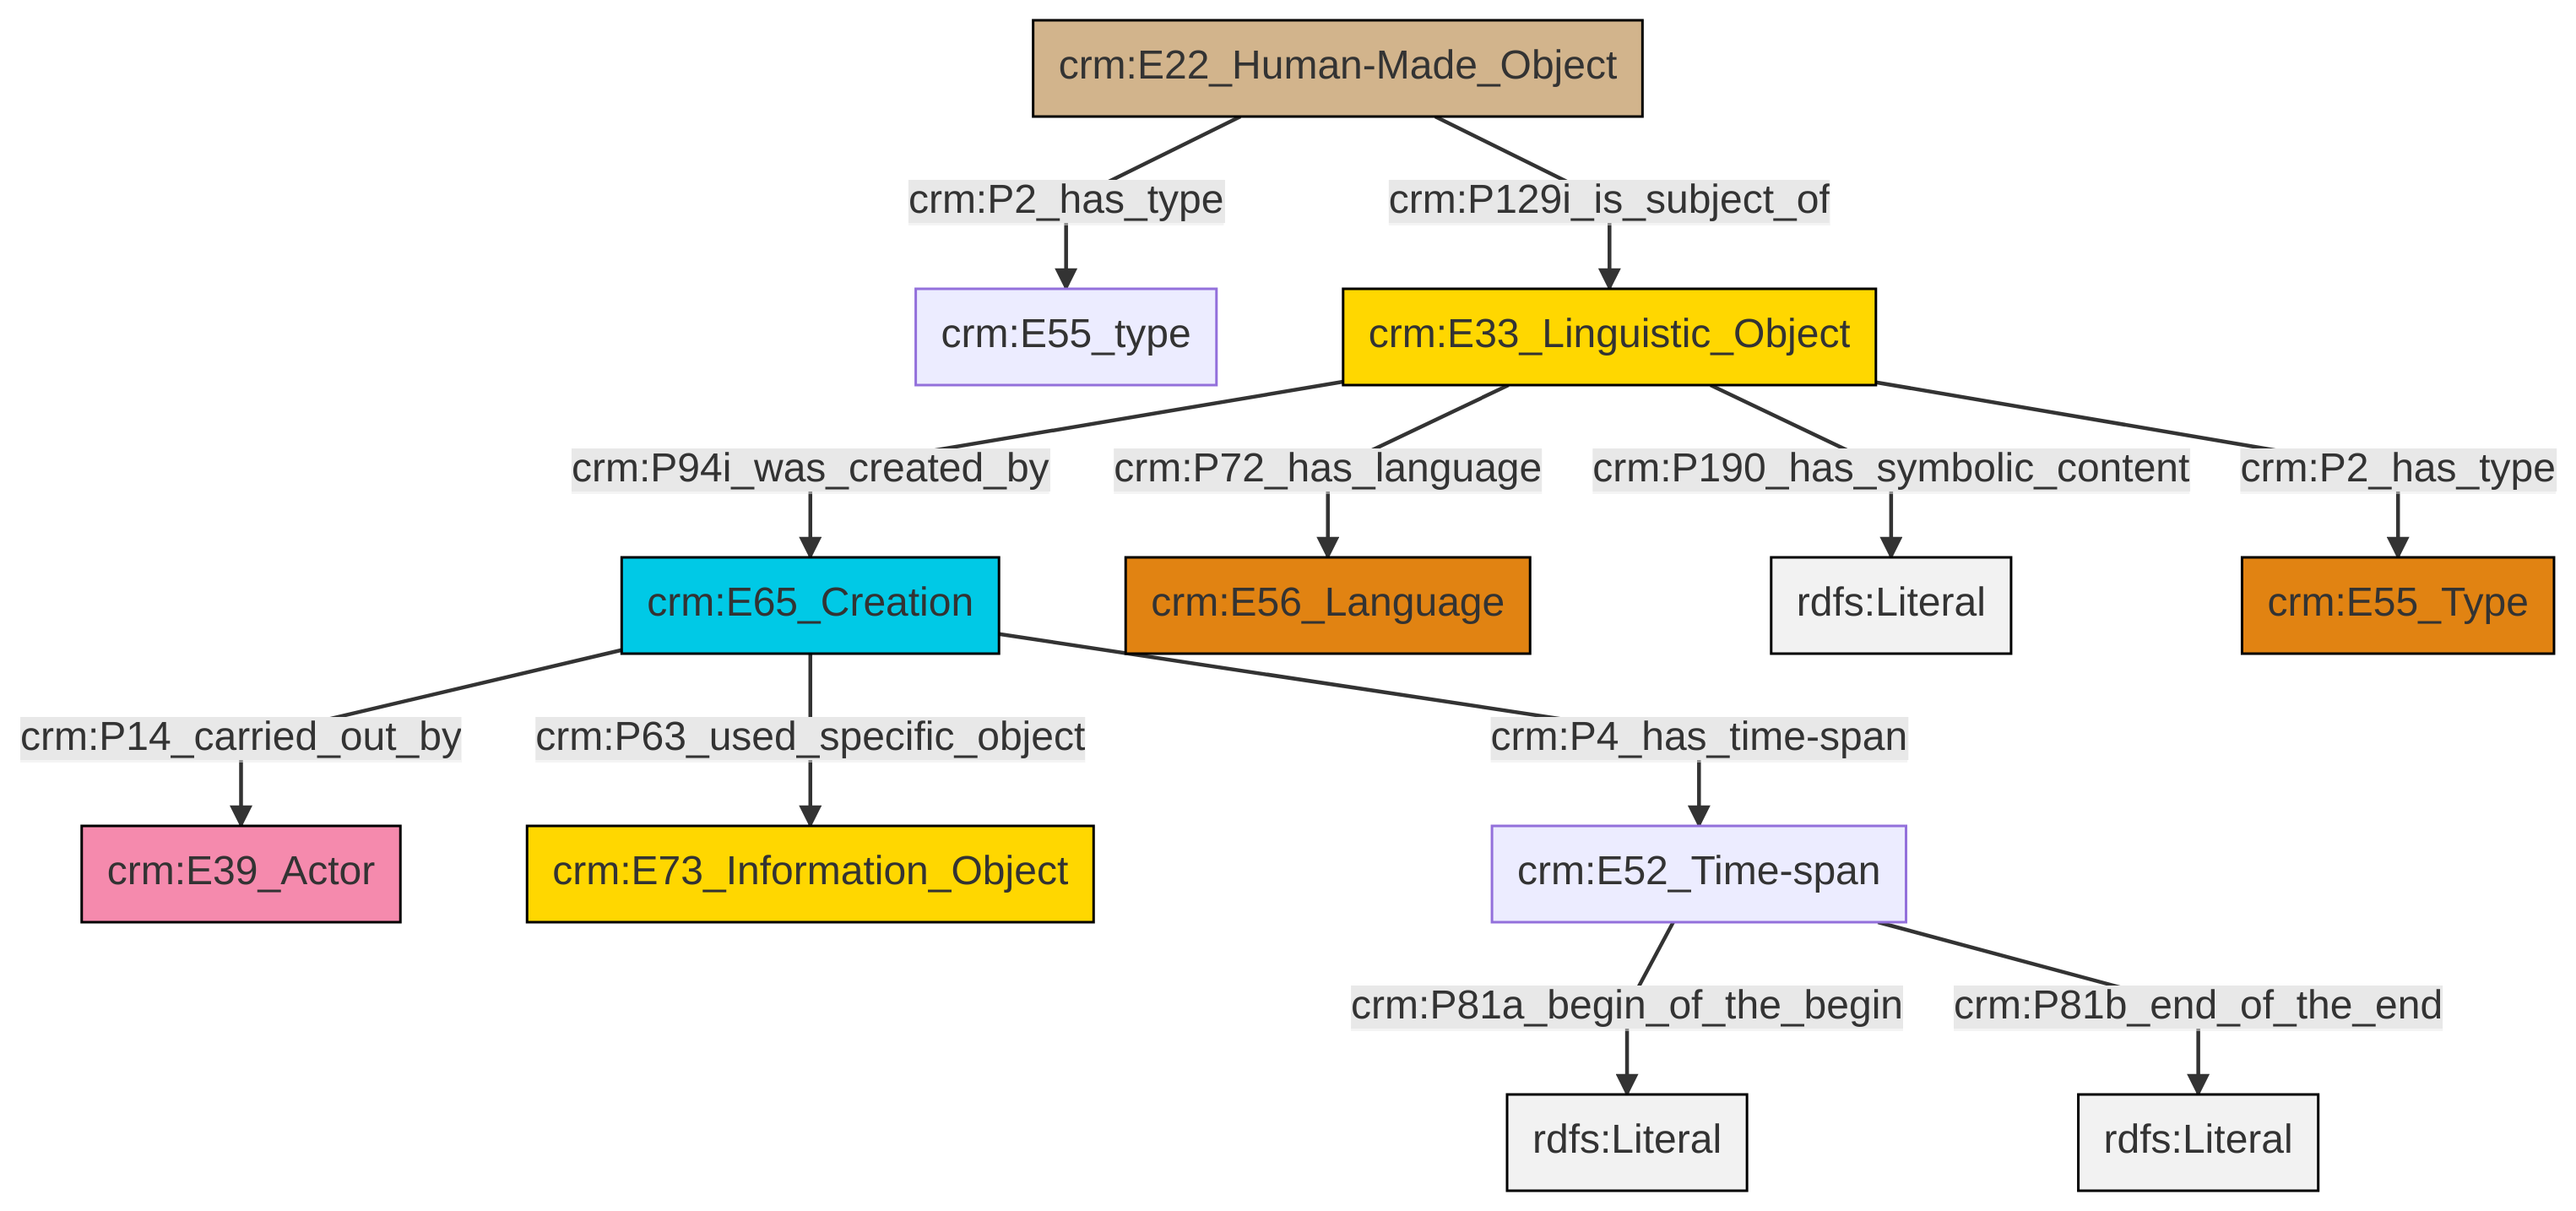 crm:E22_Human-Made_Object
crm:P2_has_type
crm:P129i_is_subject_of
crm:E55_type
crm:E33_Linguistic_Object
crm:P94i_was_created_by
crm:P72_has_language
crm:P190_has_symbolic_content
crm:P2_has_type
crm:E65_Creation
crm:E56_Language
rdfs:Literal
crm:E55_Type
crm:P14_carried_out_by
crm:P63_used_specific_object
crm:P4_has_time-span
crm:E39_Actor
crm:E73_Information_Object
crm:E52_Time-span
crm:P81a_begin_of_the_begin
crm:P81b_end_of_the_end
rdfs:Literal
rdfs:Literal